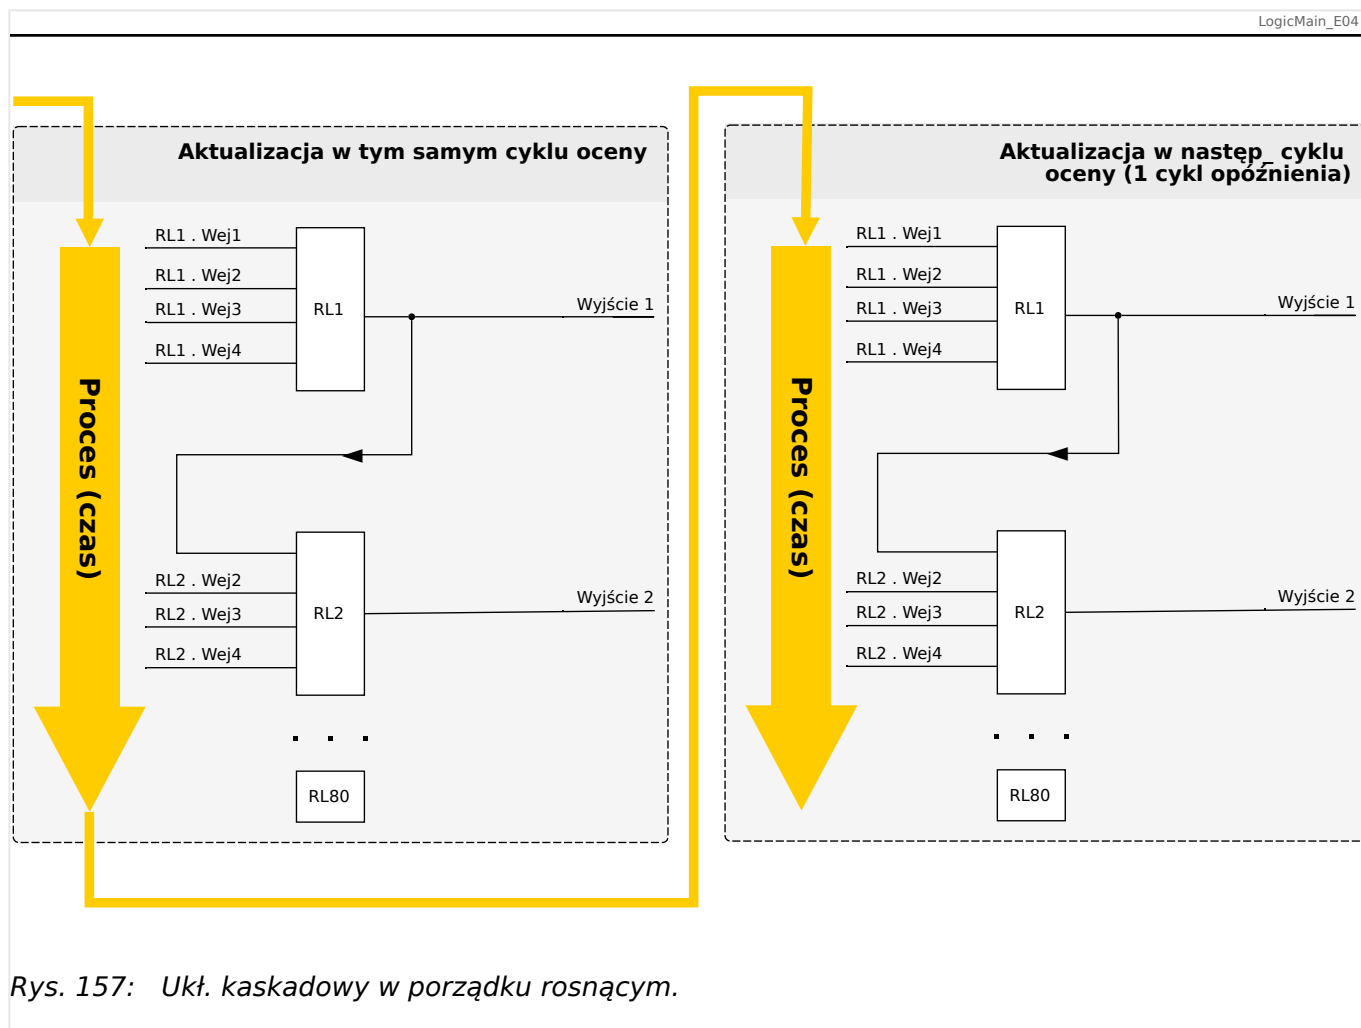 LogicMain_E04
Aktualizacja w tym samym cyklu oceny
RL1 . Wej1
RL1 . Wej2
RL1 . Wej3
RL1 . Wej4
RL1
Wyjście 1
Proces (czas)
RL2 . Wej2
RL2 . Wej3
RL2 . Wej4
RL2
Wyjście 2
. . .
RL80
Aktualizacja w następ_ cyklu
oceny (1 cykl opóźnienia)
RL1 . Wej1
RL1 . Wej2
RL1 . Wej3
RL1 . Wej4
RL1
Wyjście 1
Proces (czas)
RL2 . Wej2
RL2 . Wej3
RL2 . Wej4
RL2
Wyjście 2
. . .
RL80
Rys. 157: Ukł. kaskadowy w porządku rosnącym.